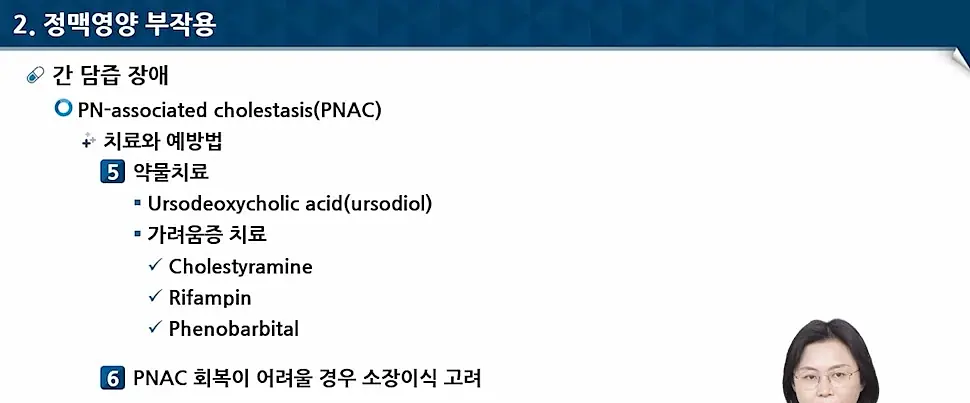 2. 정맥영양 부작용
간 담즙 장애
PN-associated cholestasis(PNAC)
치료와 예방법
5 약물치료
Ursodeoxycholic acid(ursodiol)
가려움증 치료
✓ Cholestyramine
✓ Rifampin
✓ Phenobarbital
6 PNAC 회복이 어려울 경우 소장이식 고려